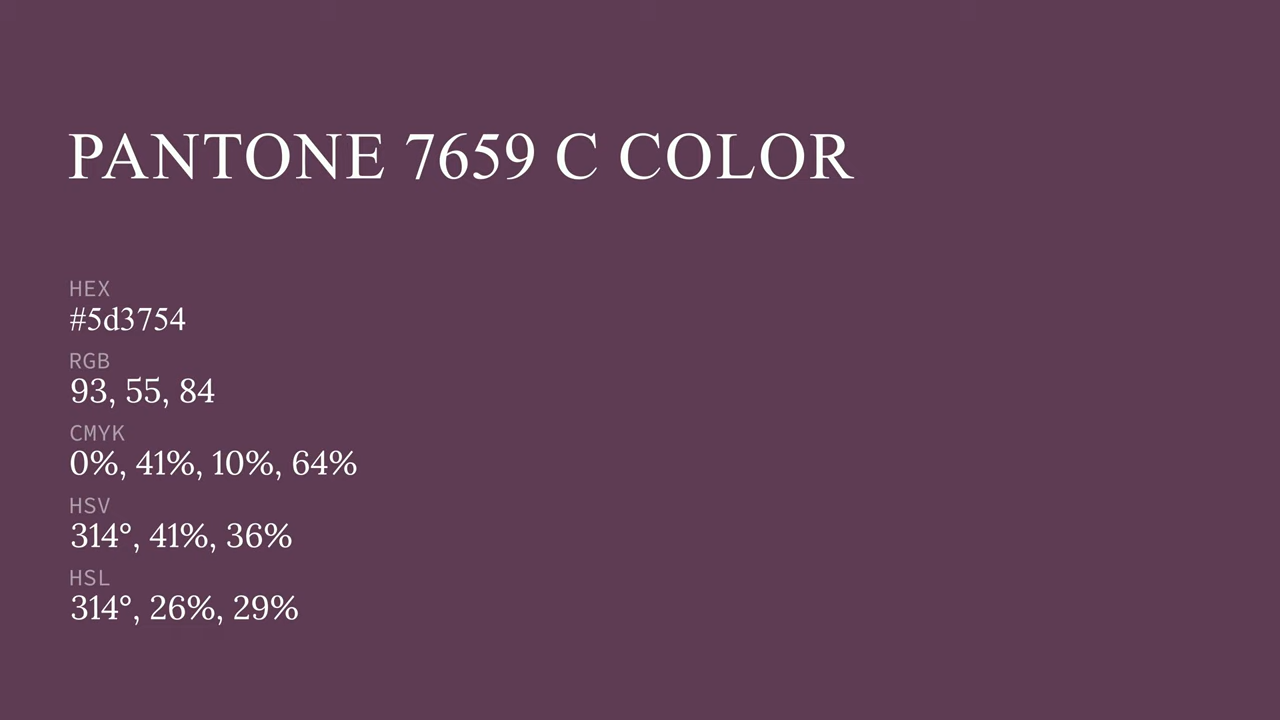 PANTONE 7659 C COLOR
HEX
#5d3754
RGB
93, 55, 84
CMYK
0%, 41%, 10%, 64%
HSV
314°, 41%, 36%
HSL
314°, 26%, 29%